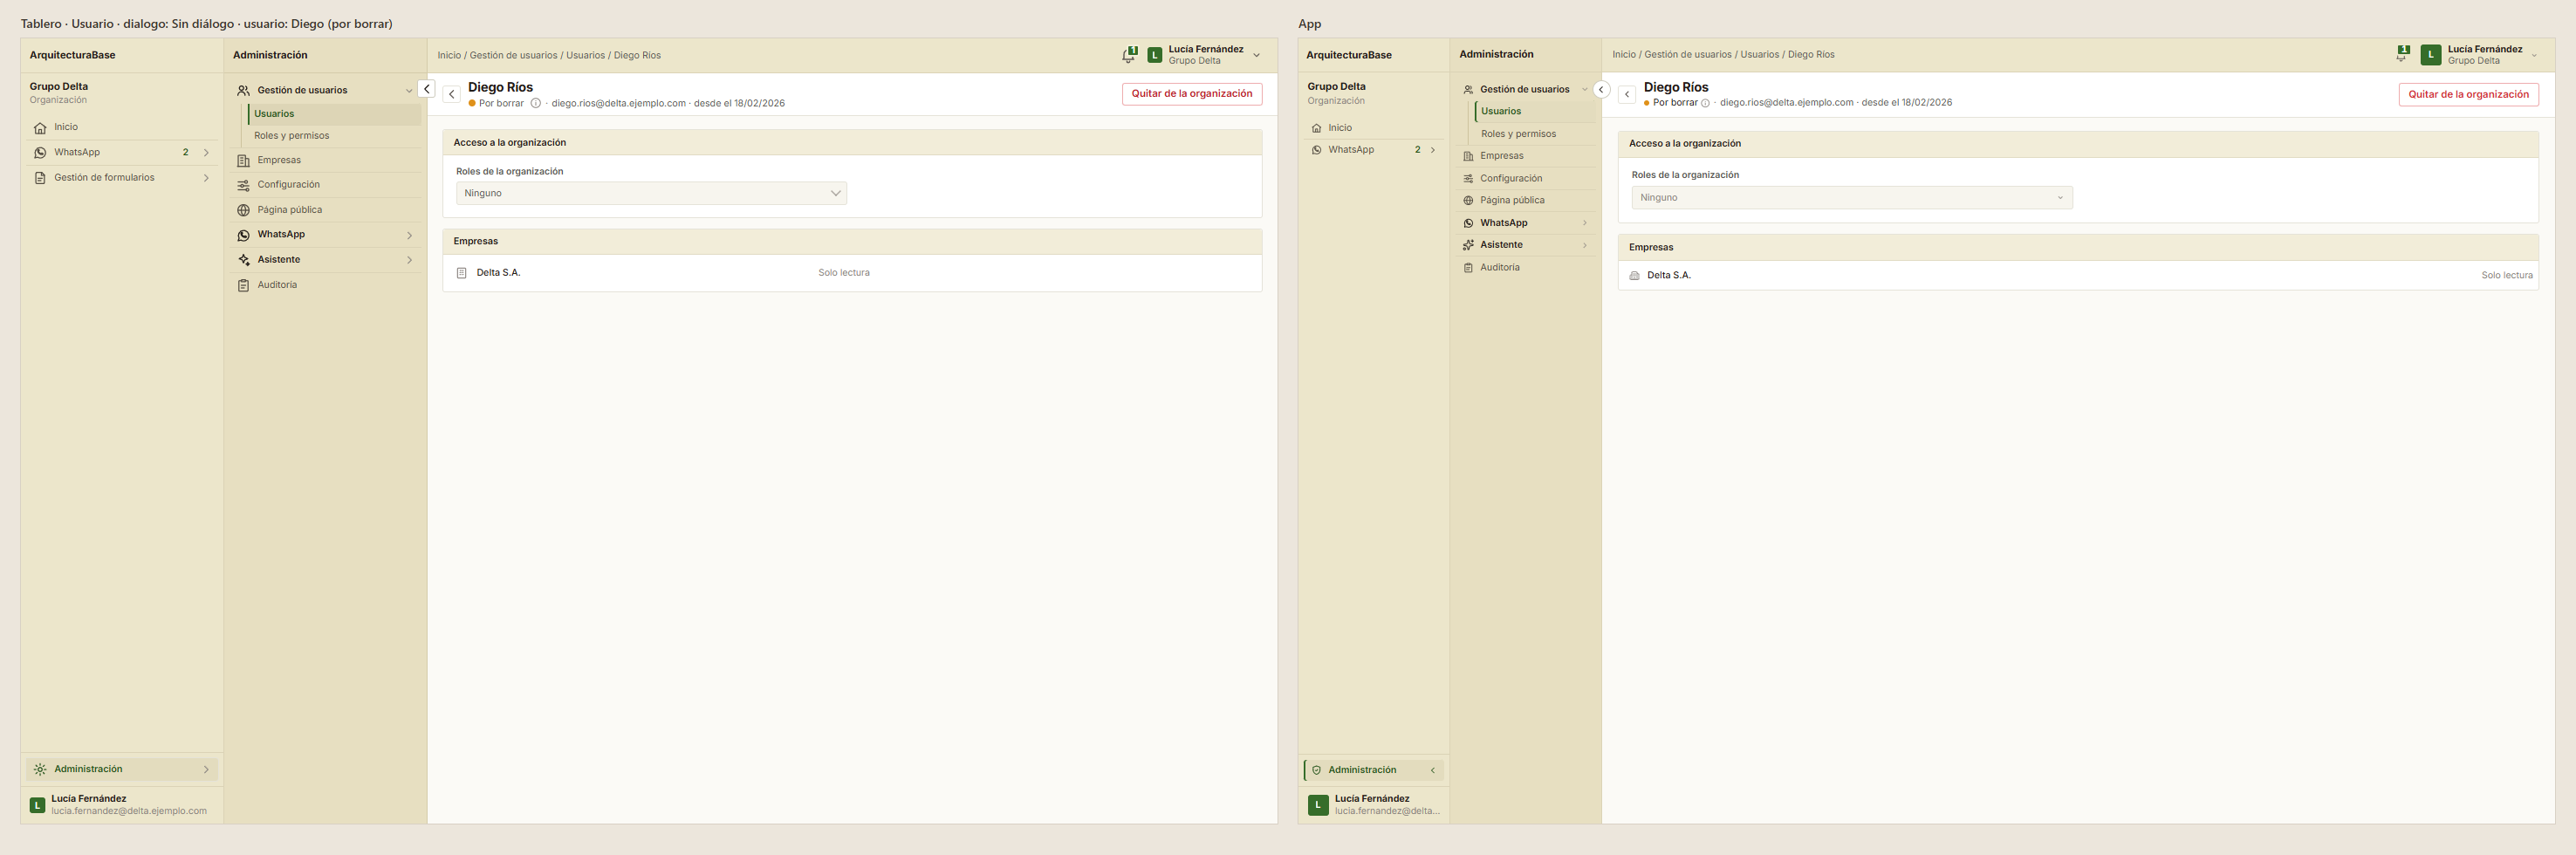 Tablero · Usuario · dialogo: Sin diálogo · usuario: Diego (por borrar)
ArquitecturaBase
Grupo Delta
Organización
Inicio
WhatsApp 2
Gestión de formularios
Administración
Lucía Fernández
lucia.fernandez@delta.ejemplo.com
L
Administración
Gestión de usuarios
Usuarios
Roles y permisos
Empresas
Configuración
Página pública
WhatsApp
Asistente
Auditoría
Inicio / Gestión de usuarios / Usuarios / Diego Ríos
1
L
Lucía Fernández
Grupo Delta
Diego Ríos
Por borrar · diego.rios@delta.ejemplo.com · desde el 18/02/2026
Quitar de la organización
Acceso a la organización
Roles de la organización
Ninguno
Empresas
Delta S.A. Solo lectura
App
ArquitecturaBase
Grupo Delta
Organización
Inicio
WhatsApp 2
Administración
L
Lucía Fernández
lucia.fernandez@delta...
Administración
Gestión de usuarios
Usuarios
Roles y permisos
Empresas
Configuración
Página pública
WhatsApp
Asistente
Auditoría
Inicio / Gestión de usuarios / Usuarios / Diego Ríos
1
L
Lucía Fernández
Grupo Delta
Diego Ríos
Por borrar · diego.rios@delta.ejemplo.com · desde el 18/02/2026
Quitar de la organización
Acceso a la organización
Roles de la organización
Ninguno
Empresas
Delta S.A. Solo lectura